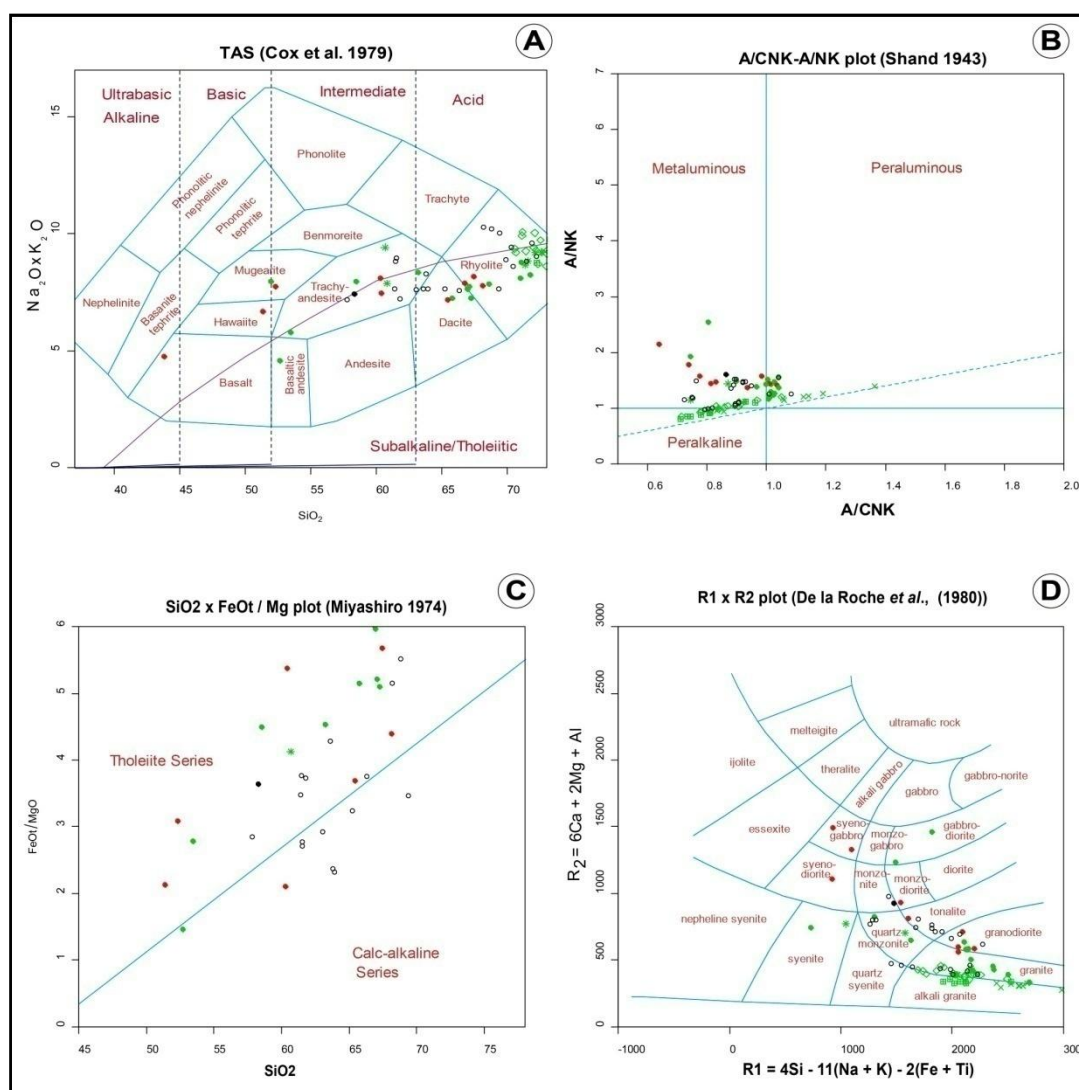 A
TAS (Cox et al. 1979)
Ultrabasic
Basic
Intermediate
Acid
Alkaline
Phonolite
Phonolitic
nephelinite
Phonolitic
tephrite
Trachyte
Benmoreite
Mugearite
Rhyolite
Trachy-
andesite
Nephelinite
Basanite
tephrite
Hawaiite
Dacite
Basalt
Basaltic
andesite
Andesite
Subalkaline/Tholeiitic
Na2OxK2O
0
5
10
15
40
45
50
55
60
65
70
SiO2
B
A/CNK-A/NK plot (Shand 1943)
Metaluminous
Peraluminous
Peralkaline
A/NK
0
1
2
3
4
5
6
7
0.6
0.8
1.0
1.2
1.4
1.6
1.8
2.0
A/CNK
C
SiO2 x FeOt / Mg plot (Miyashiro 1974)
Tholeiite Series
Calc-alkaline
Series
FeOt/MgO
0
1
2
3
4
5
6
45
50
55
60
65
70
75
SiO2
D
R1 x R2 plot (De la Roche et al., (1980))
ultramafic rock
melteigite
ijolite
theralite
alkali gabbro
gabbro
gabbro-norite
essexite
syeno-
gabbro
monzo-
gabbro
gabbro-
diorite
syeno-
diorite
monzo-
nite
monzo-
diorite
diorite
tonalite
nepheline syenite
quartz
monzonite
granodiorite
syenite
quartz
syenite
granite
alkali granite
R2= 6Ca + 2Mg + Al
0
500
1000
1500
2000
2500
3000
-1000
0
1000
2000
300
R1 = 4Si - 11(Na + K) - 2(Fe + Ti)